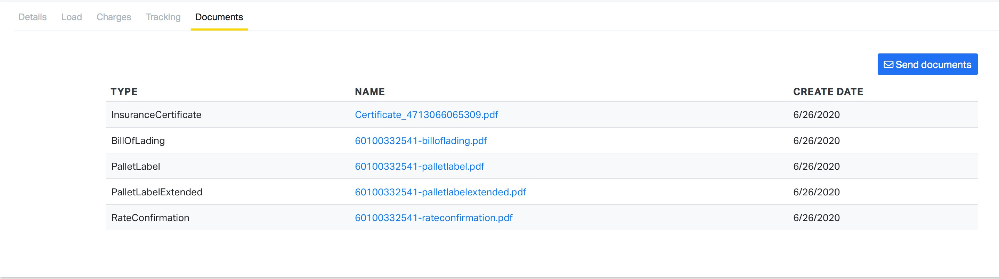 Details Load Charges Tracking Documents
Send documents
TYPE NAME CREATE DATE
InsuranceCertificate Certificate_4713066065309.pdf 6/26/2020
BillOfLading 60100332541-billoflading.pdf 6/26/2020
PalletLabel 60100332541-palletlabel.pdf 6/26/2020
PalletLabelExtended 60100332541-palletlabelextended.pdf 6/26/2020
RateConfirmation 60100332541-rateconfirmation.pdf 6/26/2020